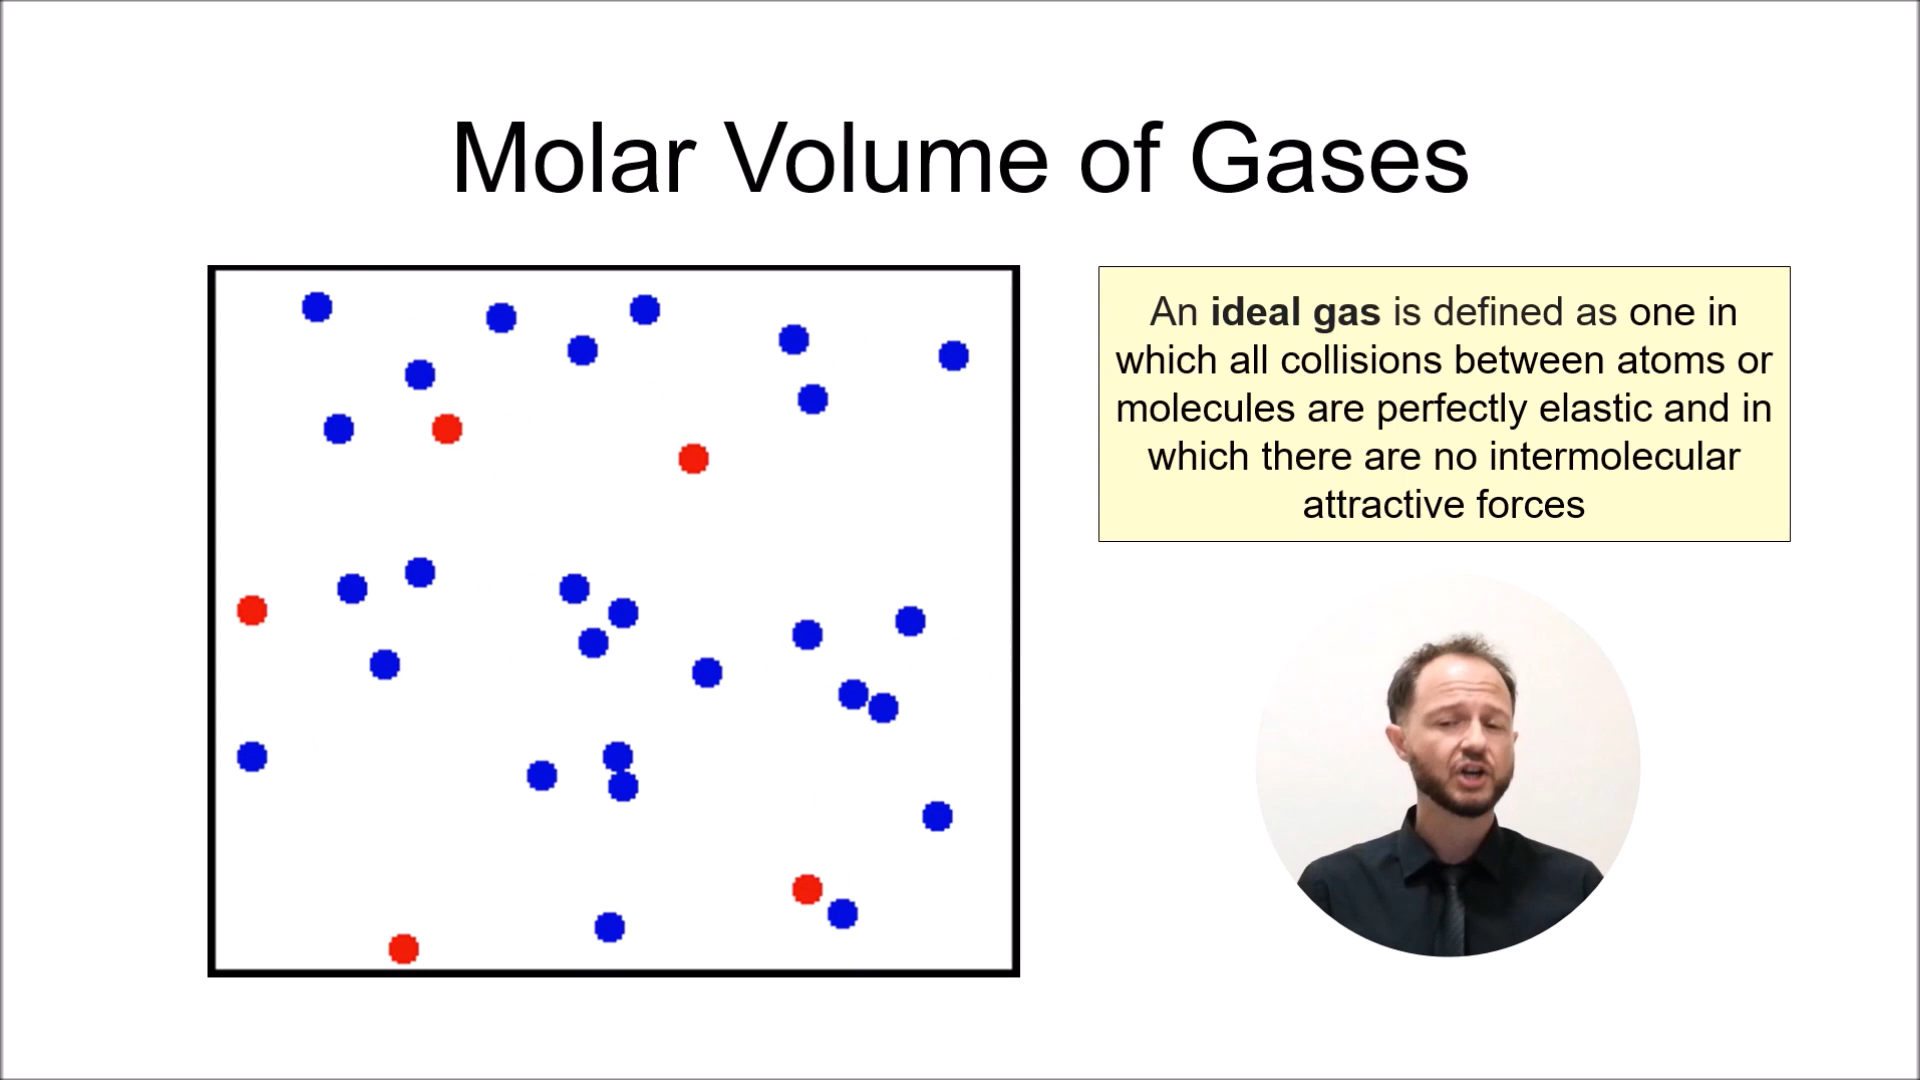 Molar Volume of Gases
An ideal gas is defined as one in
which all collisions between atoms or
molecules are perfectly elastic and in
which there are no intermolecular
attractive forces